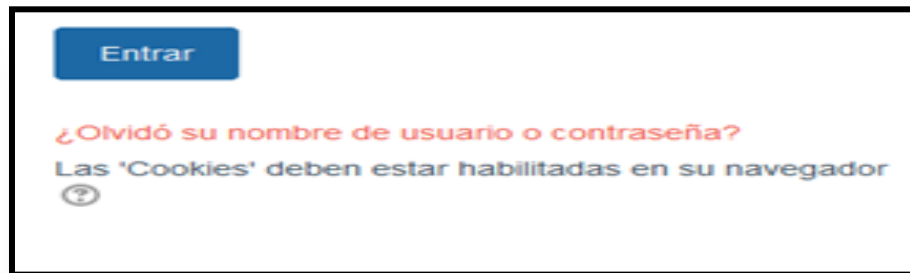 Entrar
¿Olvidó su nombre de usuario o contraseña?
Las 'Cookies' deben estar habilitadas en su navegador
?